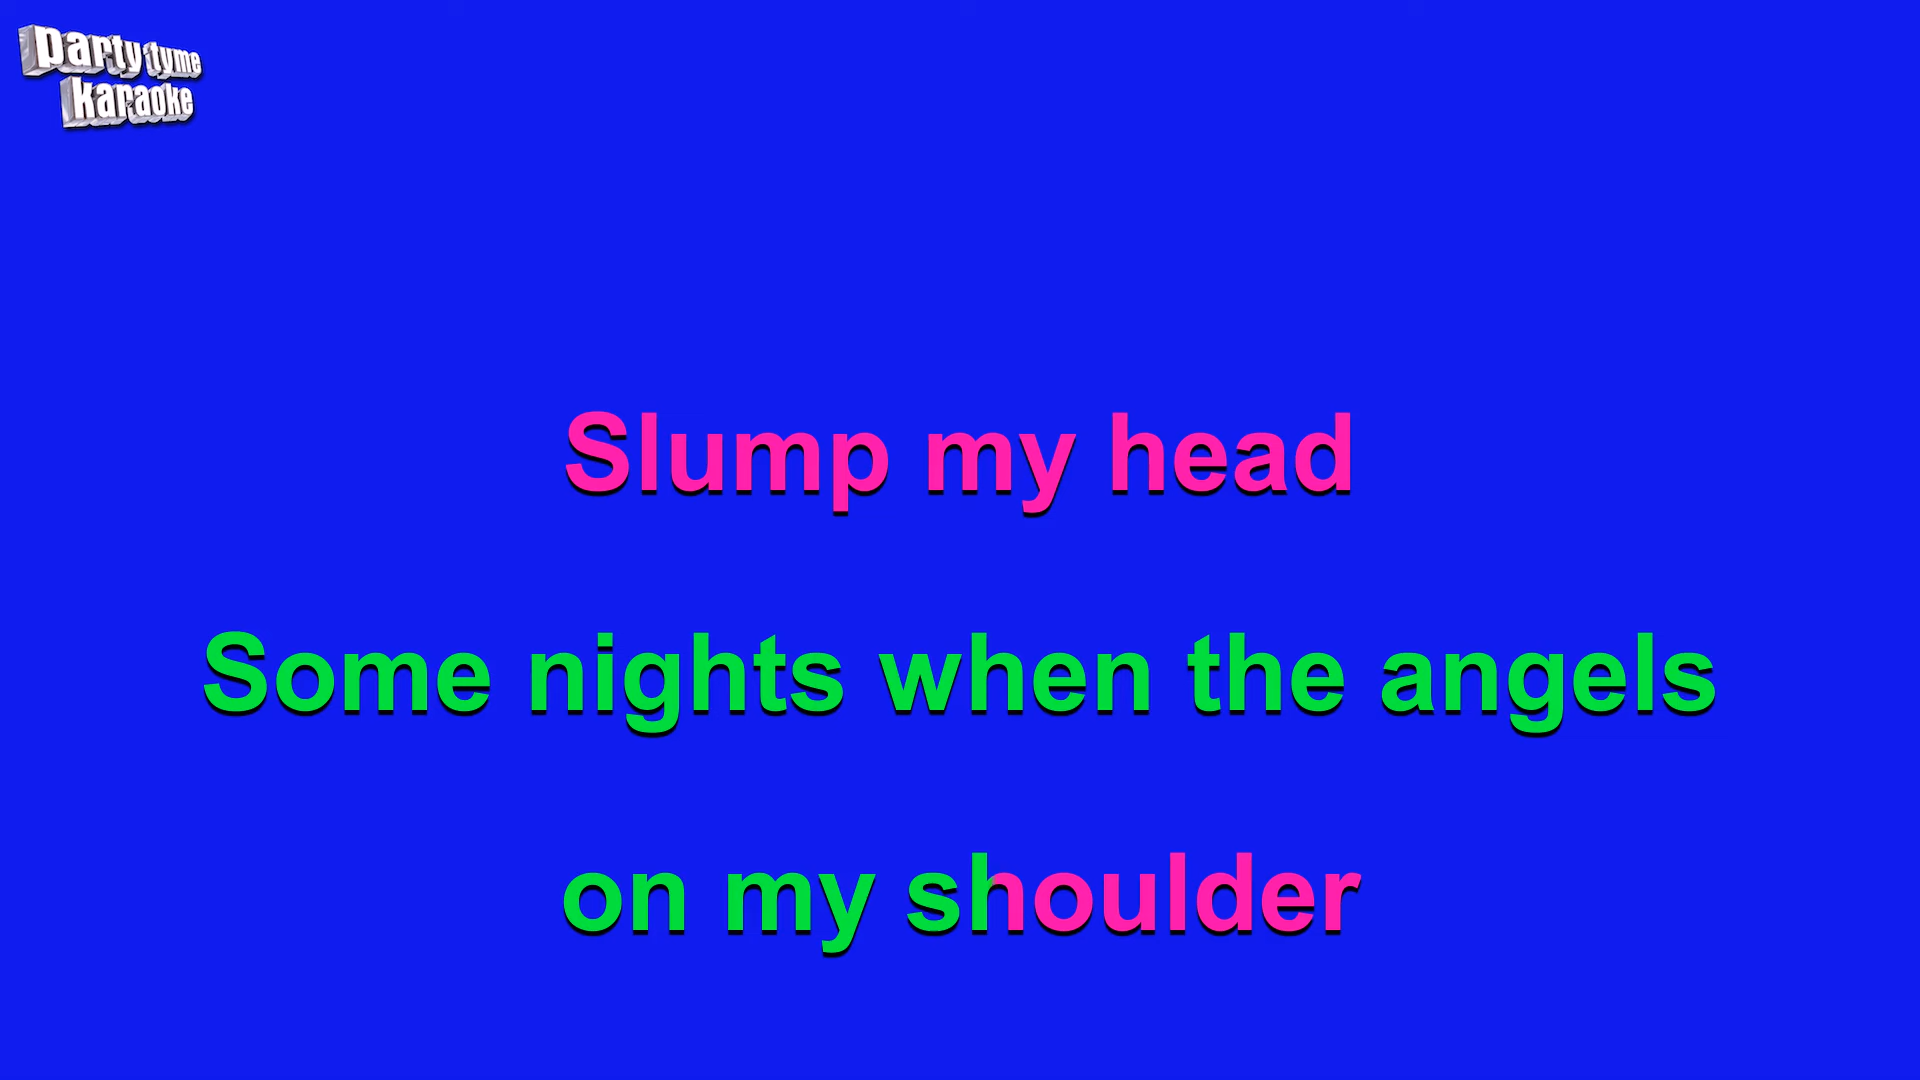 party tyme
karaoke
Slump my head
Some nights when the angels
on my shoulder